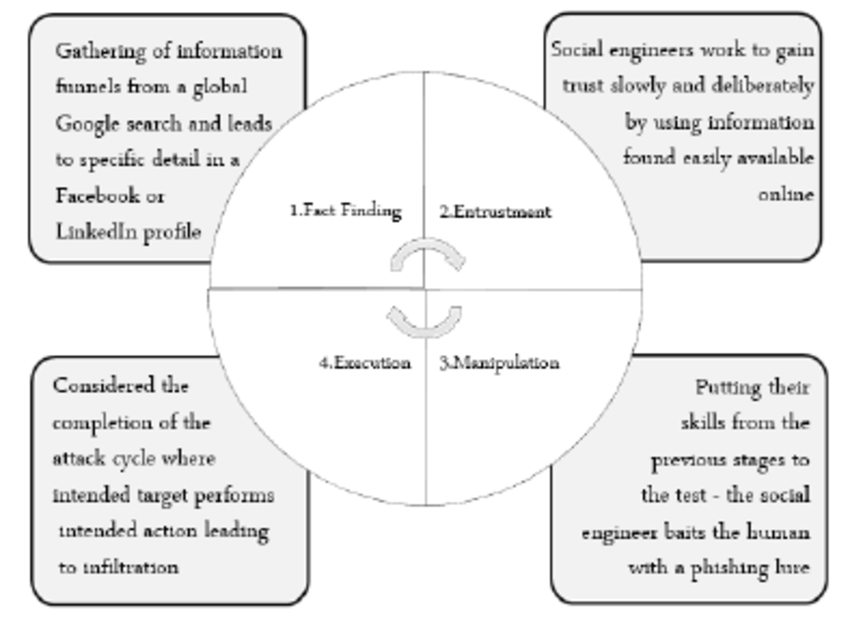 Gathering of information
funnels from a global
Google search and leads
to specific detail in a
Facebook or
LinkedIn profile
Social engineers work to gain
trust slowly and deliberately
by using information
found easily available
online
1.Fact Finding
2.Entrustment
4.Execution
3.Manipulation
Considered the
completion of the
attack cycle where
intended target performs
intended action leading
to infiltration
Putting their
skills from the
previous stages to
the test - the social
engineer baits the human
with a phishing lure